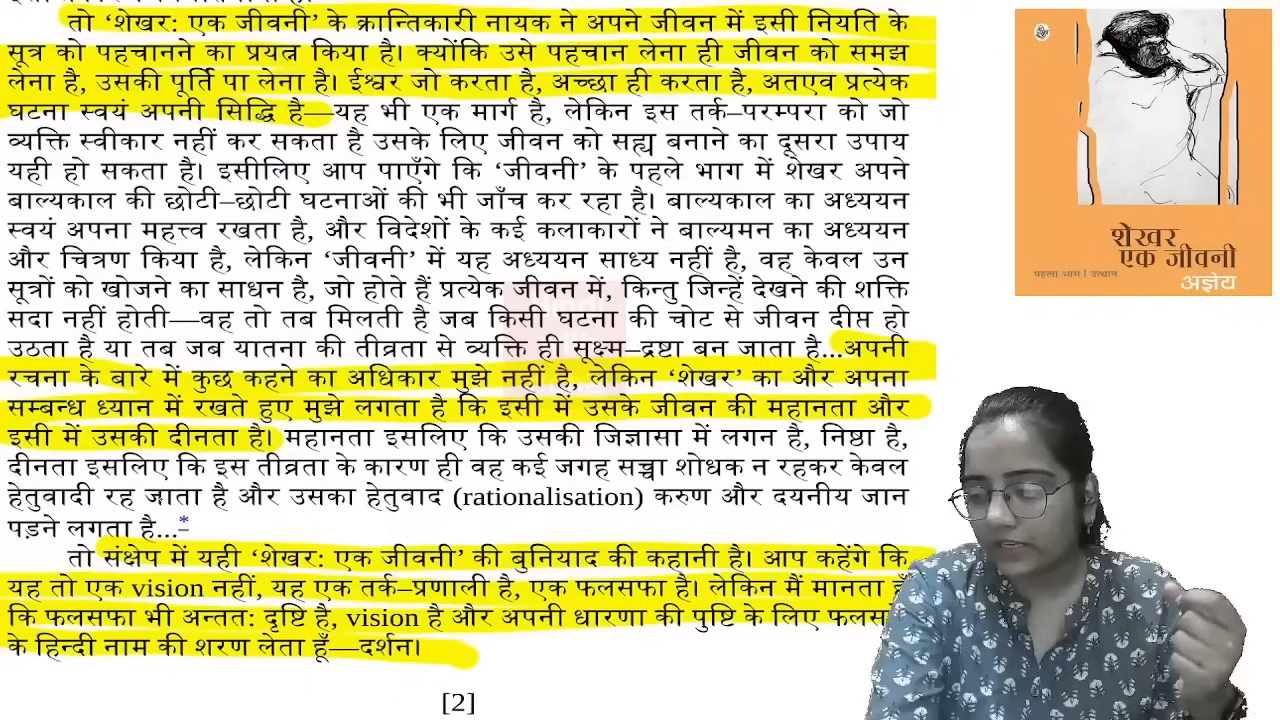 तो ‘शेखर: एक जीवनी’ के क्रान्तिकारी नायक ने अपने जीवन में इसी नियति के
सूत्र को पहचानने का प्रयत्न किया है। क्योंकि उसे पहचान लेना ही जीवन को समझ
लेना है, उसकी पूर्ति पा लेना है। ईश्वर जो करता है, अच्छा ही करता है, अतएव प्रत्येक
घटना स्वयं अपनी सिद्धि है—यह भी एक मार्ग है, लेकिन इस तर्क–परम्परा को जो
व्यक्ति स्वीकार नहीं कर सकता है उसके लिए जीवन को सह्य बनाने का दूसरा उपाय
यही हो सकता है। इसीलिए आप पाएँगे कि ‘जीवनी’ के पहले भाग में शेखर अपने
बाल्यकाल की छोटी–छोटी घटनाओं की भी जाँच कर रहा है। बाल्यकाल का अध्ययन
स्वयं अपना महत्त्व रखता है, और विदेशों के कई कलाकारों ने बाल्यमन का अध्ययन
और चित्रण किया है, लेकिन ‘जीवनी’ में यह अध्ययन साध्य नहीं है, वह केवल उन
सूत्रों को खोजने का साधन है, जो होते हैं प्रत्येक जीवन में, किन्तु जिन्हें देखने की शक्ति
सदा नहीं होती—वह तो तब मिलती है जब किसी घटना की चोट से जीवन दीप्त हो
उठता है या तब जब यातना की तीव्रता से व्यक्ति ही सूक्ष्म–द्रष्टा बन जाता है...अपनी
रचना के बारे में कुछ कहने का अधिकार मुझे नहीं है, लेकिन ‘शेखर’ का और अपना
सम्बन्ध ध्यान में रखते हुए मुझे लगता है कि इसी में उसके जीवन की महानता और
इसी में उसकी दीनता है। महानता इसलिए कि उसकी जिज्ञासा में लगन है, निष्ठा है,
दीनता इसलिए कि इस तीव्रता के कारण ही वह कई जगह सच्चा शोधक न रहकर केवल
हेतुवादी रह जाता है और उसका हेतुवाद (rationalisation) करुण और दयनीय जान
पड़ने लगता है...*
तो संक्षेप में यही ‘शेखर: एक जीवनी’ की बुनियाद की कहानी है। आप कहेंगे कि
यह तो एक vision नहीं, यह एक तर्क–प्रणाली है, एक फलसफा है। लेकिन मैं मानता हूँ
कि फलसफा भी अन्तत: दृष्टि है, vision है और अपनी धारणा की पुष्टि के लिए
के हिन्दी नाम की शरण लेता हूँ—दर्शन।
[2]
शेखर
एक जीवनी
पहला भाग | उत्थान
अज्ञेय